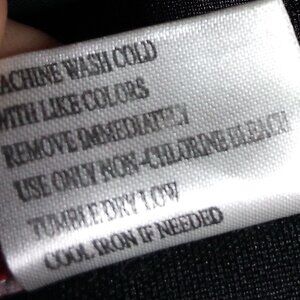 MACHINE WASH COLD
WITH LIKE COLORS
REMOVE IMMEDIATELY
USE ONLY NON-CHLORINE BLEACH
TUMBLE DRY LOW
COOL IRON IF NEEDED